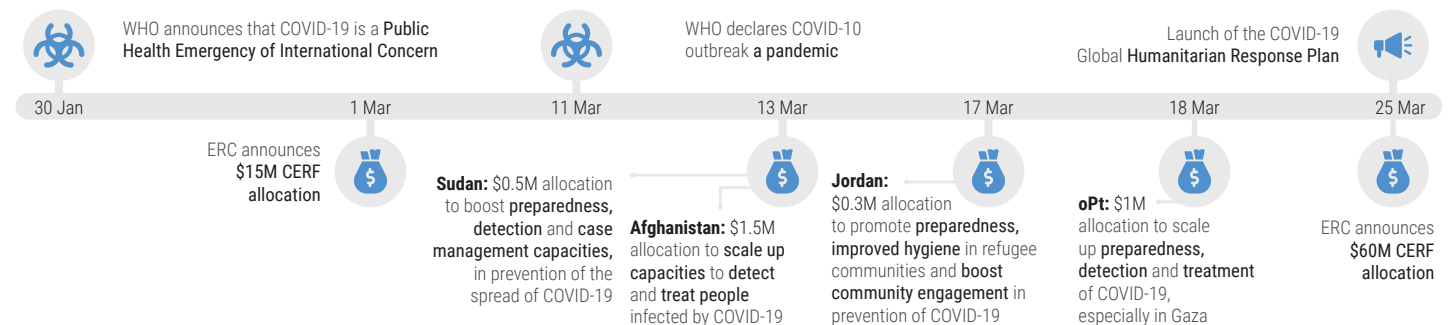 WHO announces that COVID-19 is a Public
Health Emergency of International Concern
WHO declares COVID-10
outbreak a pandemic
Launch of the COVID-19
Global Humanitarian Response Plan
30 Jan
1 Mar
11 Mar
13 Mar
17 Mar
18 Mar
25 Mar
ERC announces
$15M CERF
allocation
Sudan: $0.5M allocation
to boost preparedness,
detection and case
management capacities,
in prevention of the
spread of COVID-19
Afghanistan: $1.5M
allocation to scale up
capacities to detect
and treat people
infected by COVID-19
Jordan:
$0.3M allocation
to promote preparedness,
improved hygiene in refugee
communities and boost
community engagement in
prevention of COVID-19
oPt: $1M
allocation to scale
up preparedness,
detection and treatment
of COVID-19,
especially in Gaza
ERC announces
$60M CERF
allocation
$
$
$
$
$